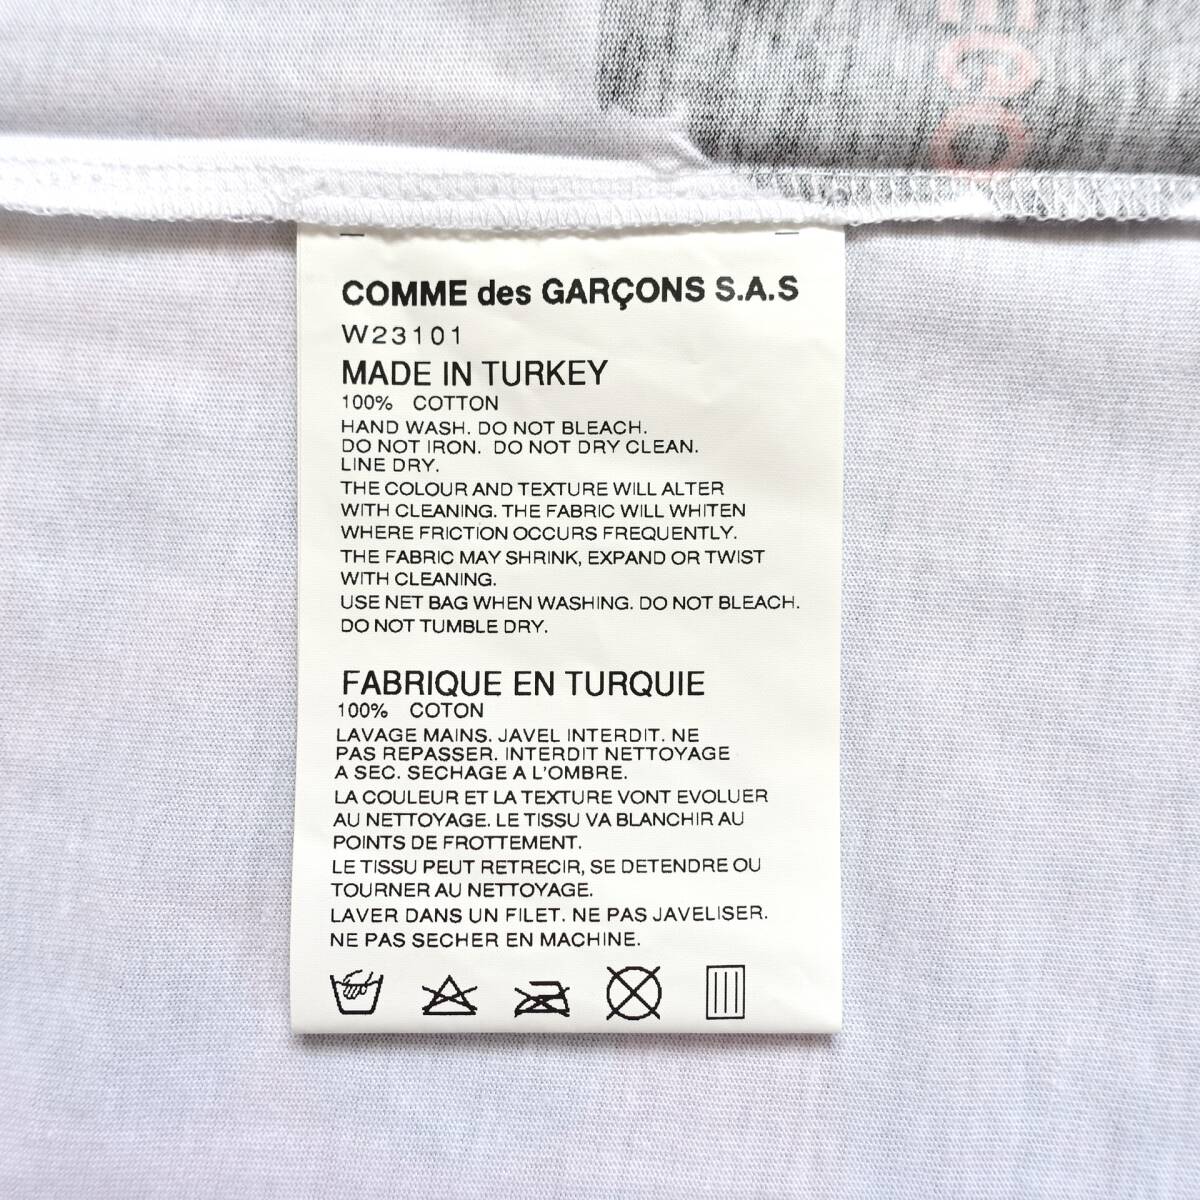 EGO
COMME des GARÇONS S.A.S
W23101
MADE IN TURKEY
100% COTTON
HAND WASH. DO NOT BLEACH.
DO NOT IRON. DO NOT DRY CLEAN.
LINE DRY.
THE COLOUR AND TEXTURE WILL ALTER
WITH CLEANING. THE FABRIC WILL WHITEN
WHERE FRICTION OCCURS FREQUENTLY.
THE FABRIC MAY SHRINK, EXPAND OR TWIST
WITH CLEANING.
USE NET BAG WHEN WASHING. DO NOT BLEACH.
DO NOT TUMBLE DRY.
FABRIQUE EN TURQUIE
100% COTON
LAVAGE MAINS. JAVEL INTERDIT. NE
PAS REPASSER. INTERDIT NETTOYAGE
A SEC. SECHAGE A L'OMBRE.
LA COULEUR ET LA TEXTURE VONT EVOLUER
AU NETTOYAGE. LE TISSU VA BLANCHIR AU
POINTS DE FROTTEMENT.
LE TISSU PEUT RETRECIR, SE DETENDRE OU
TOURNER AU NETTOYAGE.
LAVER DANS UN FILET. NE PAS JAVELISER.
NE PAS SECHER EN MACHINE.